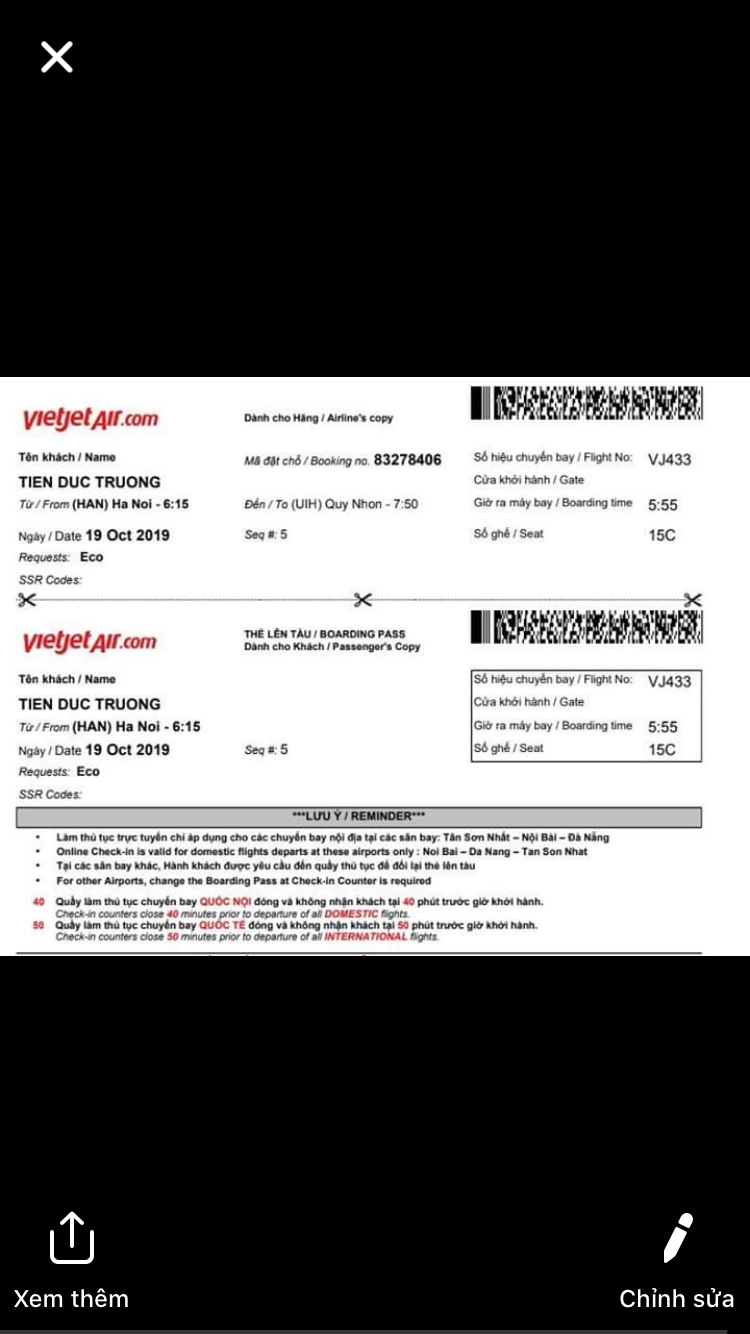 vietjetAir.com
Dành cho Hãng / Airline's copy
Tên khách / Name
Mã đặt chỗ / Booking no. 83278406
Số hiệu chuyến bay / Flight No: VJ433
TIEN DUC TRUONG
Cửa khởi hành / Gate
Từ / From (HAN) Ha Noi - 6:15
Đến / To (UIH) Quy Nhon - 7:50
Giờ ra máy bay / Boarding time 5:55
Ngày / Date 19 Oct 2019
Seq #: 5
Số ghế / Seat 15C
Requests: Eco
SSR Codes:
vietjetAir.com
THẺ LÊN TÀU / BOARDING PASS
Dành cho Khách / Passenger's Copy
Tên khách / Name
Số hiệu chuyến bay / Flight No: VJ433
TIEN DUC TRUONG
Cửa khởi hành / Gate
Từ / From (HAN) Ha Noi - 6:15
Giờ ra máy bay / Boarding time 5:55
Ngày / Date 19 Oct 2019
Seq #: 5
Số ghế / Seat 15C
Requests: Eco
SSR Codes:
***LƯU Ý / REMINDER***
• Làm thủ tục trực tuyến chỉ áp dụng cho các chuyến bay nội địa tại các sân bay: Tân Sơn Nhất – Nội Bài – Đà Nẵng
• Online Check-in is valid for domestic flights departs at these airports only : Noi Bai – Da Nang – Tan Son Nhat
• Tại các sân bay khác, Hành khách được yêu cầu đến quầy thủ tục để đổi lại thẻ lên tàu
• For other Airports, change the Boarding Pass at Check-in Counter is required
40 Quầy làm thủ tục chuyến bay QUỐC NỘI đóng và không nhận khách tại 40 phút trước giờ khởi hành.
Check-in counters close 40 minutes prior to departure of all DOMESTIC flights.
50 Quầy làm thủ tục chuyến bay QUỐC TẾ đóng và không nhận khách tại 50 phút trước giờ khởi hành.
Check-in counters close 50 minutes prior to departure of all INTERNATIONAL flights.
Xem thêm
Chỉnh sửa